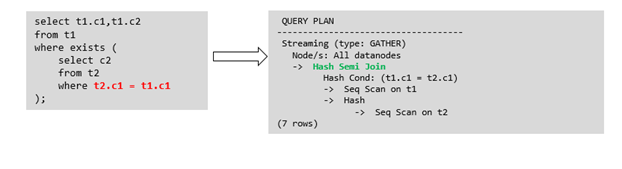 select t1.c1,t1.c2
from t1
where exists (
    select c2
    from t2
    where t2.c1 = t1.c1
);
QUERY PLAN
----------------------------------
Streaming (type: GATHER)
  Node/s: All datanodes
  -> Hash Semi Join
       Hash Cond: (t1.c1 = t2.c1)
       -> Seq Scan on t1
       -> Hash
             -> Seq Scan on t2
(7 rows)